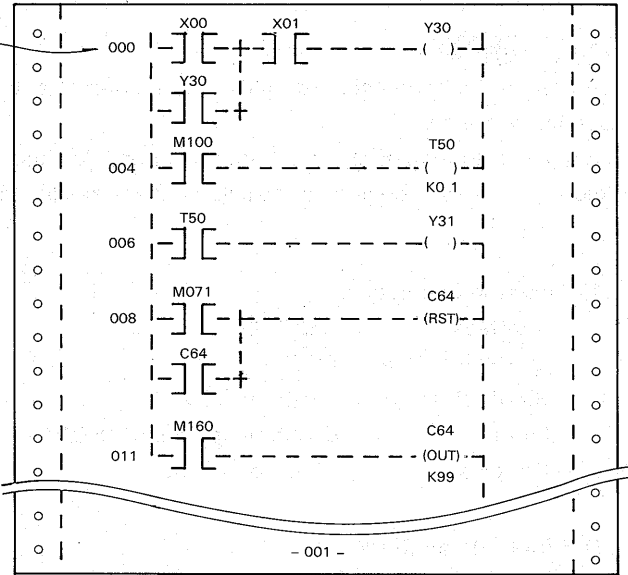 X00 X01 Y30
000 ( )
Y30
M100 T50
004 ( )
K0 1
T50 Y31
006 ( )
M071 C64
008 (RST)
C64
M160 C64
011 (OUT)
K99
– 001 –